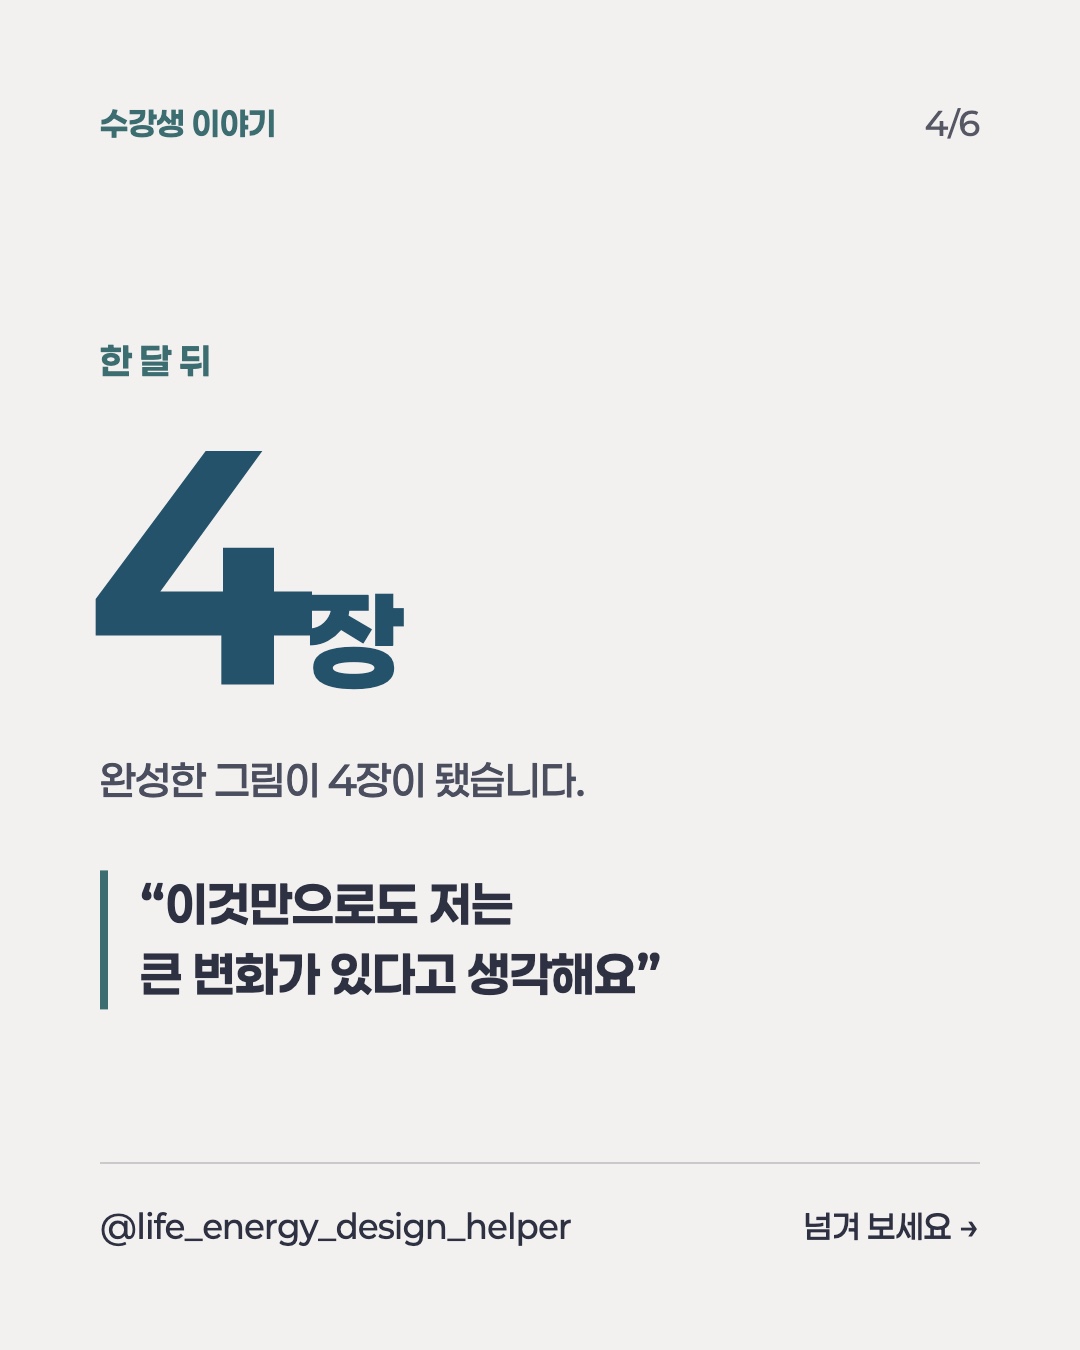 수강생 이야기
4/6
한 달 뒤
4장
완성한 그림이 4장이 됐습니다.
“이것만으로도 저는
큰 변화가 있다고 생각해요”
@life_energy_design_helper
넘겨 보세요 →